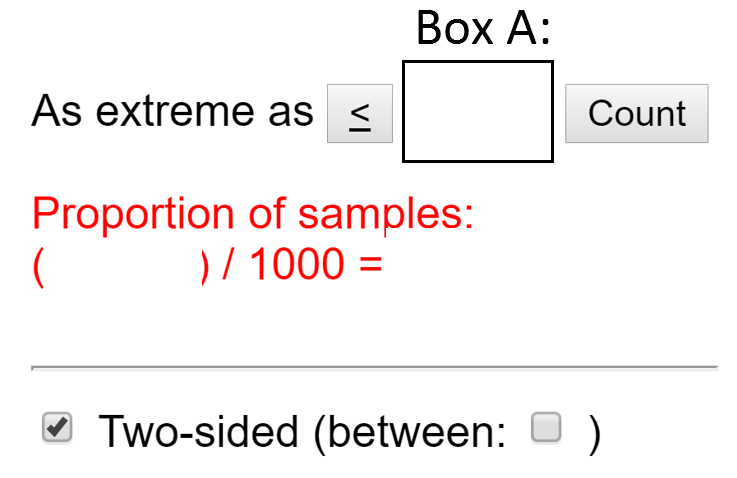 Box A:
As extreme as ≤ Count
Proportion of samples:
( ) / 1000 =
Two-sided (between: )